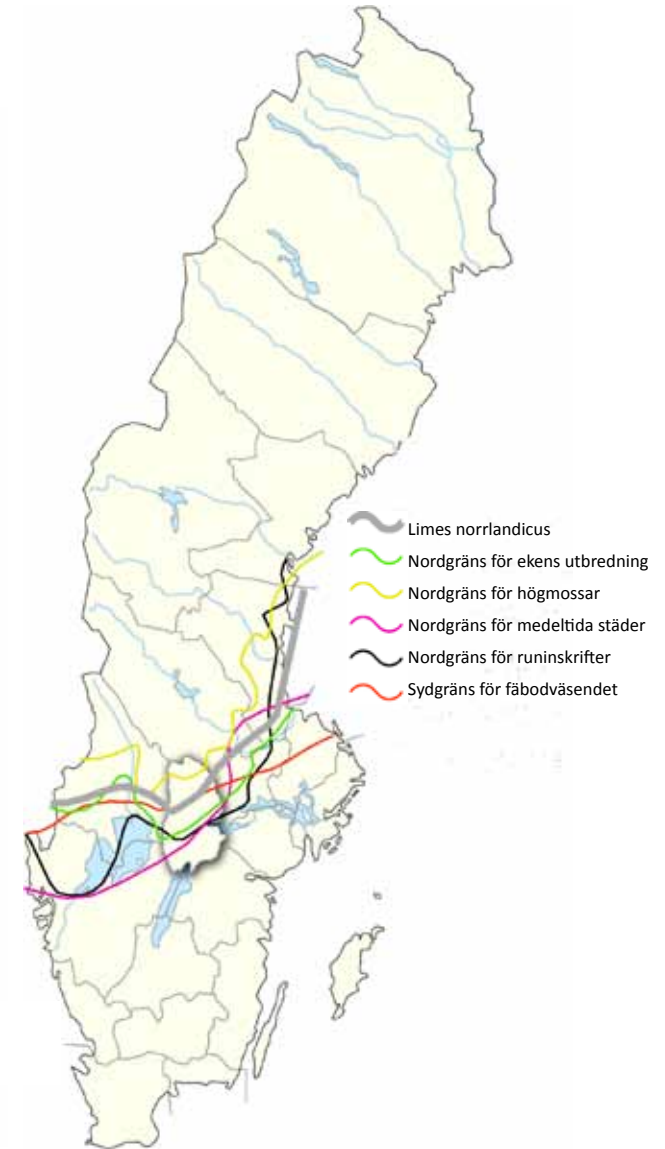 Limes norrlandicus
Nordgräns för ekens utbredning
Nordgräns för högmossar
Nordgräns för medeltida städer
Nordgräns för runinskrifter
Sydgräns för fäbodväsendet